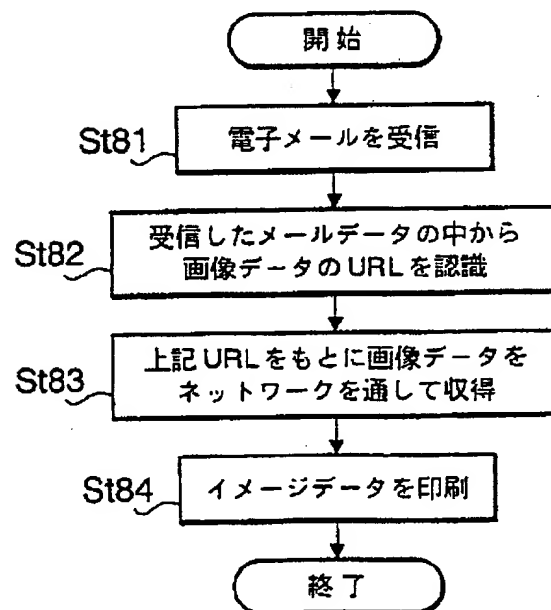 開始
St81
電子メールを受信
St82
受信したメールデータの中から
画像データのURLを認識
St83
上記URLをもとに画像データを
ネットワークを通して収得
St84
イメージデータを印刷
終了